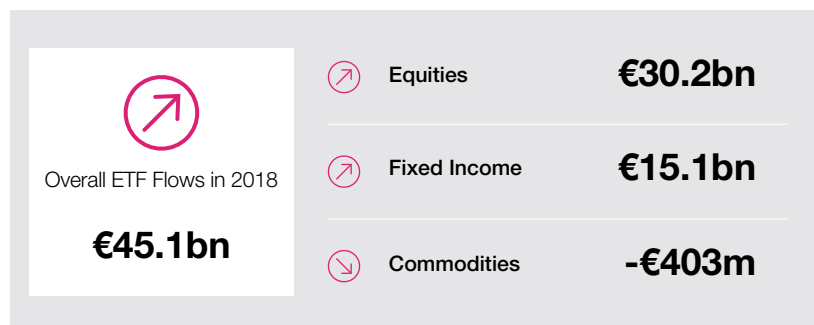 Overall ETF Flows in 2018
€45.1bn
Equities
€30.2bn
Fixed Income
€15.1bn
Commodities
-€403m